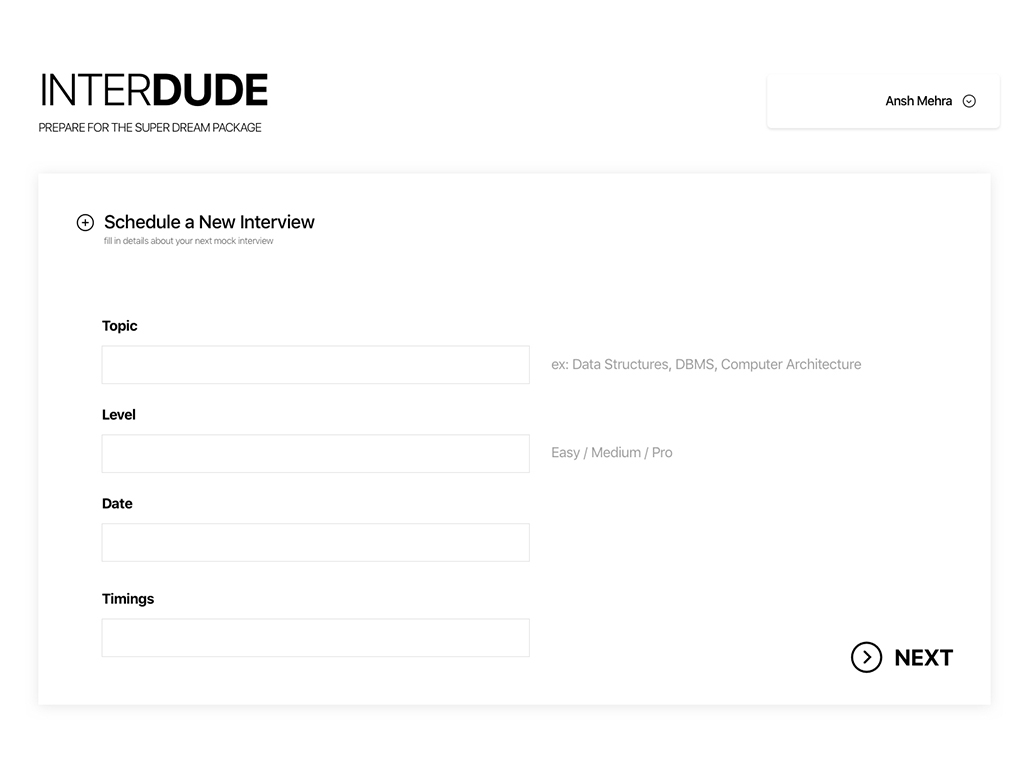 INTERDUDE
PREPARE FOR THE SUPER DREAM PACKAGE
Ansh Mehra
Schedule a New Interview
fill in details about your next mock interview
Topic
ex: Data Structures, DBMS, Computer Architecture
Level
Easy / Medium / Pro
Date
Timings
NEXT